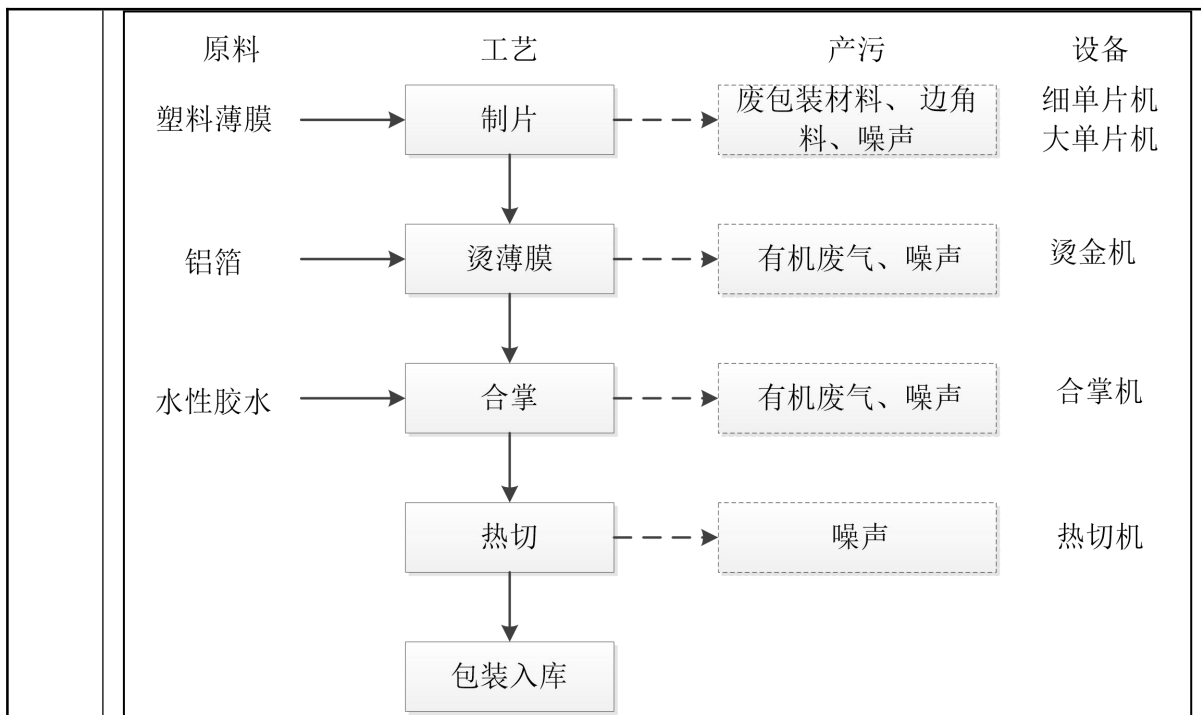 原料 工艺 产污 设备
塑料薄膜 制片 废包装材料、边角 细单片机
料、噪声 大单片机
铝箔 烫薄膜 有机废气、噪声 烫金机
水性胶水 合掌 有机废气、噪声 合掌机
热切 噪声 热切机
包装入库